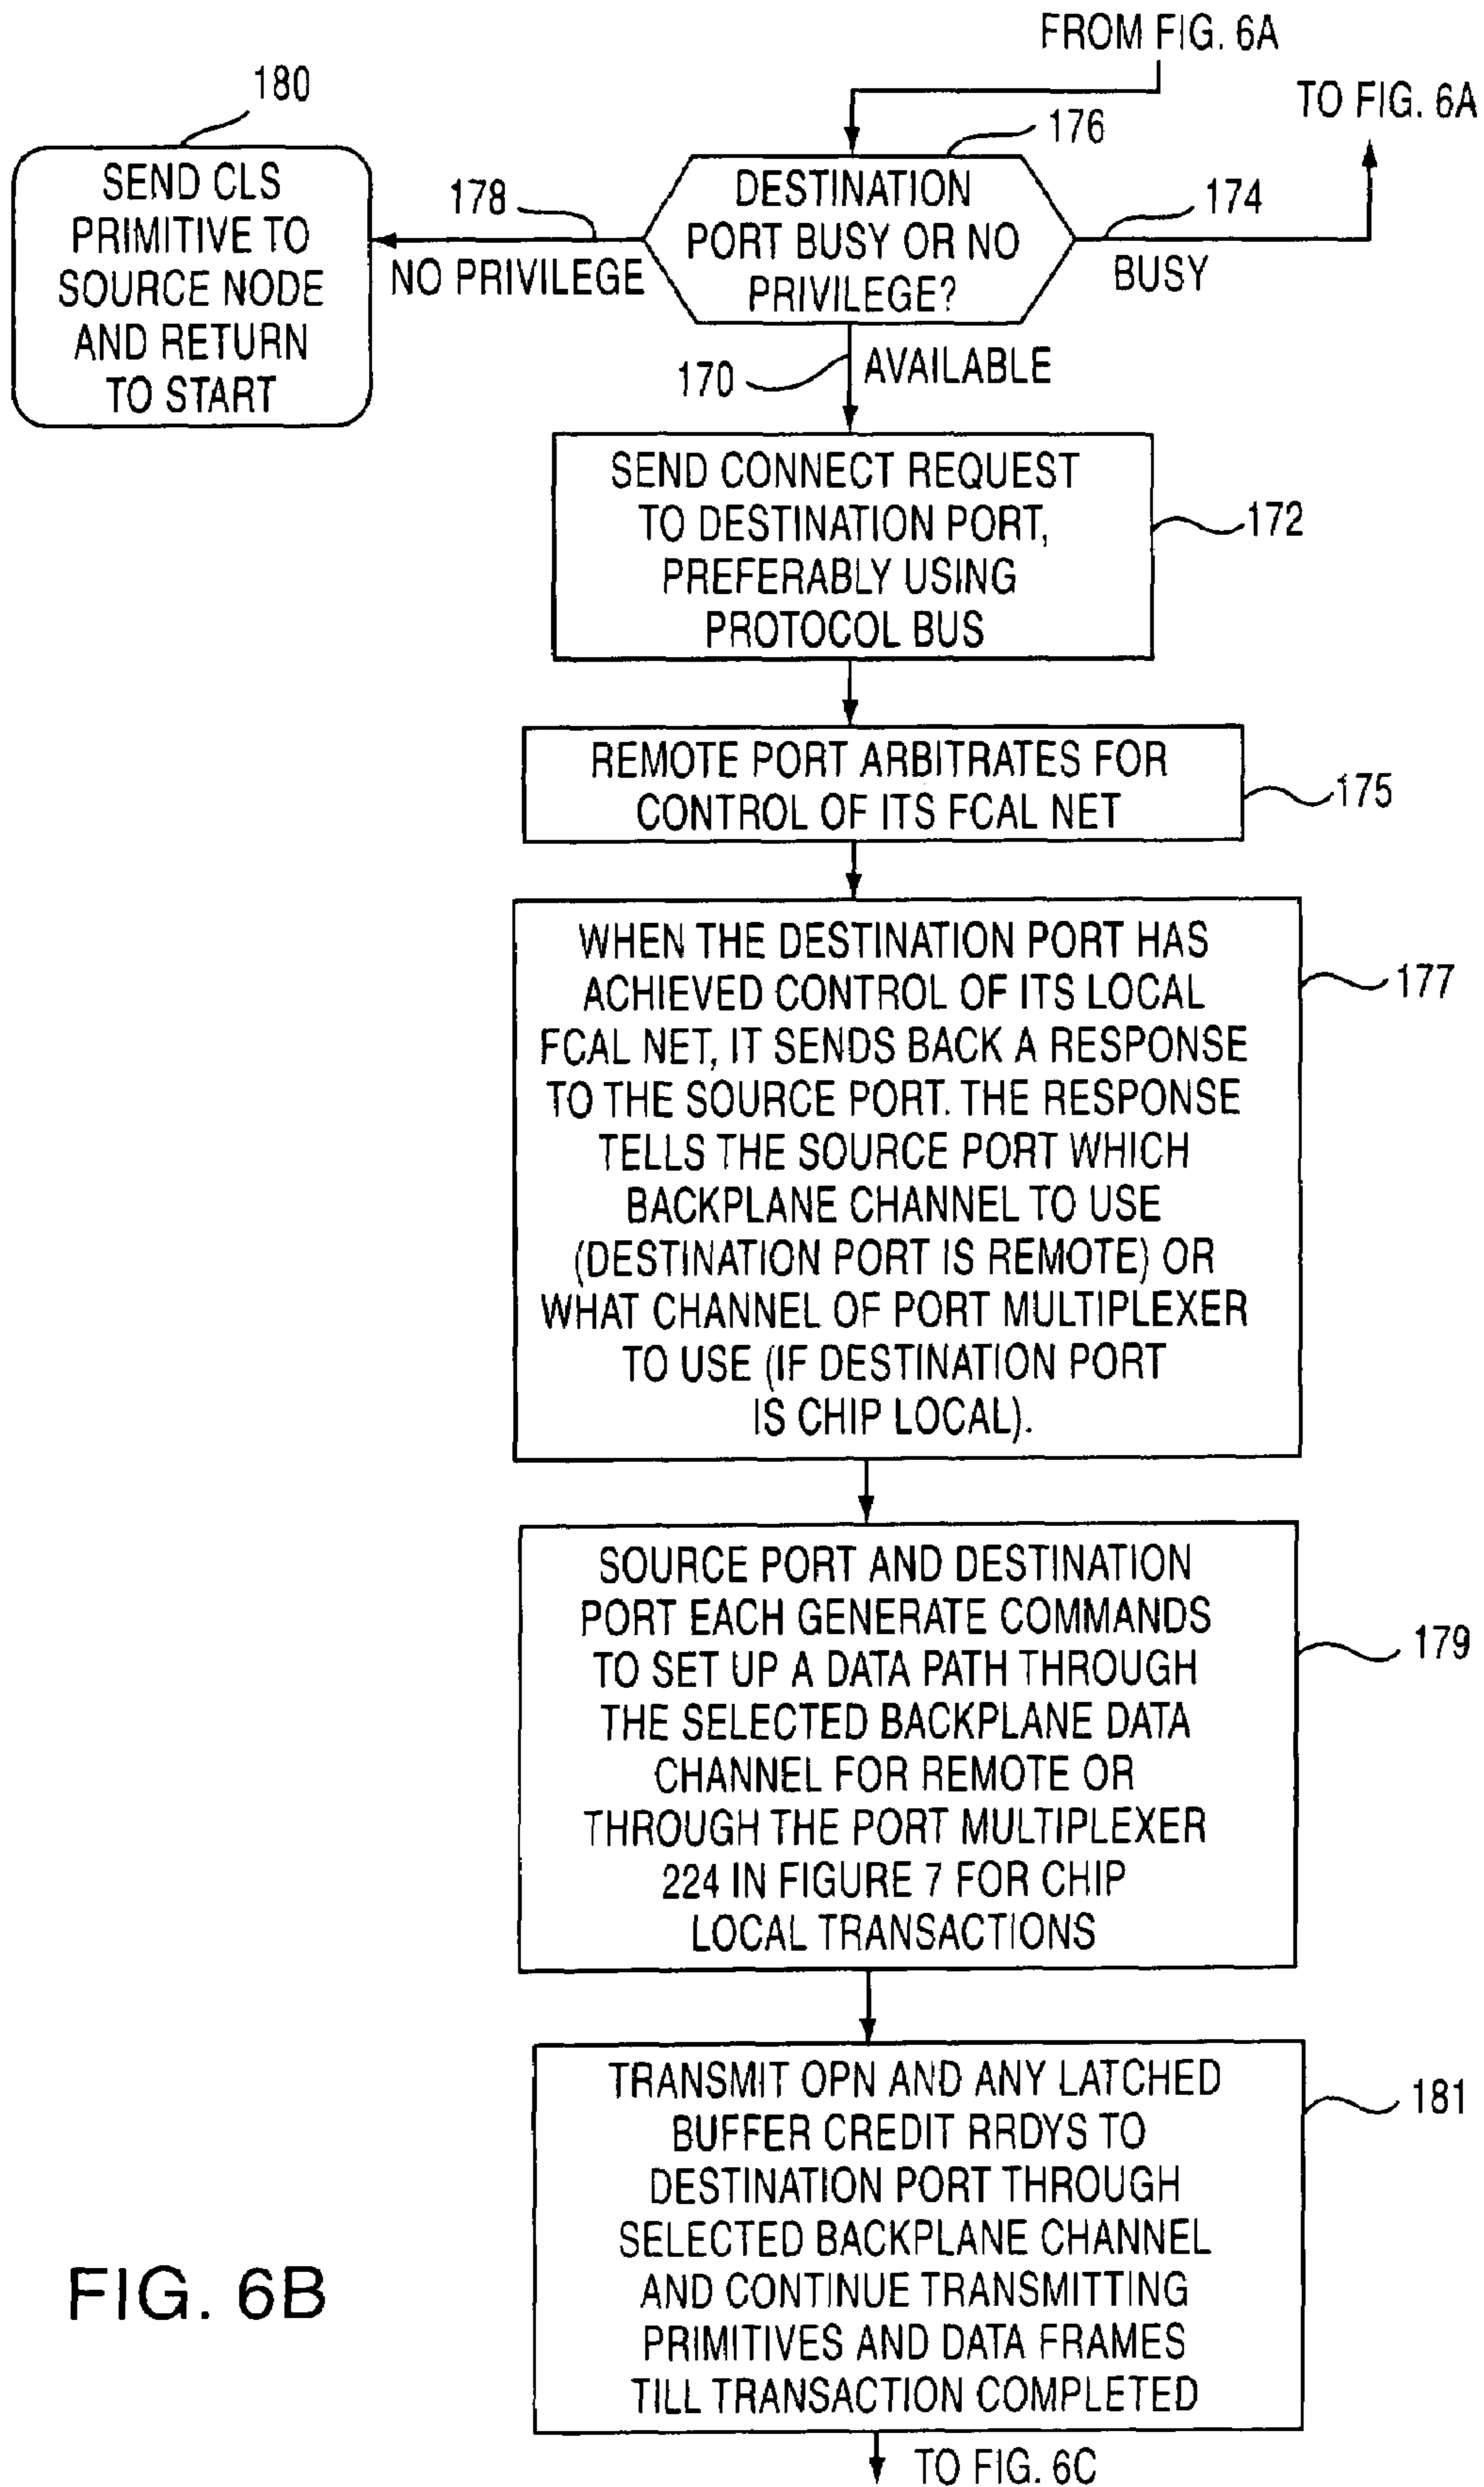 FROM FIG. 6A
TO FIG. 6A
180
176
SEND CLS
PRIMITIVE TO
SOURCE NODE
AND RETURN
TO START
178
NO PRIVILEGE
DESTINATION
PORT BUSY OR NO
PRIVILEGE?
174
BUSY
170
AVAILABLE
SEND CONNECT REQUEST
TO DESTINATION PORT,
PREFERABLY USING
PROTOCOL BUS
172
REMOTE PORT ARBITRATES FOR
CONTROL OF ITS FCAL NET
175
WHEN THE DESTINATION PORT HAS
ACHIEVED CONTROL OF ITS LOCAL
FCAL NET, IT SENDS BACK A RESPONSE
TO THE SOURCE PORT. THE RESPONSE
TELLS THE SOURCE PORT WHICH
BACKPLANE CHANNEL TO USE
(DESTINATION PORT IS REMOTE) OR
WHAT CHANNEL OF PORT MULTIPLEXER
TO USE (IF DESTINATION PORT
IS CHIP LOCAL).
177
SOURCE PORT AND DESTINATION
PORT EACH GENERATE COMMANDS
TO SET UP A DATA PATH THROUGH
THE SELECTED BACKPLANE DATA
CHANNEL FOR REMOTE OR
THROUGH THE PORT MULTIPLEXER
224 IN FIGURE 7 FOR CHIP
LOCAL TRANSACTIONS
179
TRANSMIT OPN AND ANY LATCHED
BUFFER CREDIT RRDYS TO
DESTINATION PORT THROUGH
SELECTED BACKPLANE CHANNEL
AND CONTINUE TRANSMITTING
PRIMITIVES AND DATA FRAMES
TILL TRANSACTION COMPLETED
181
FIG. 6B
TO FIG. 6C